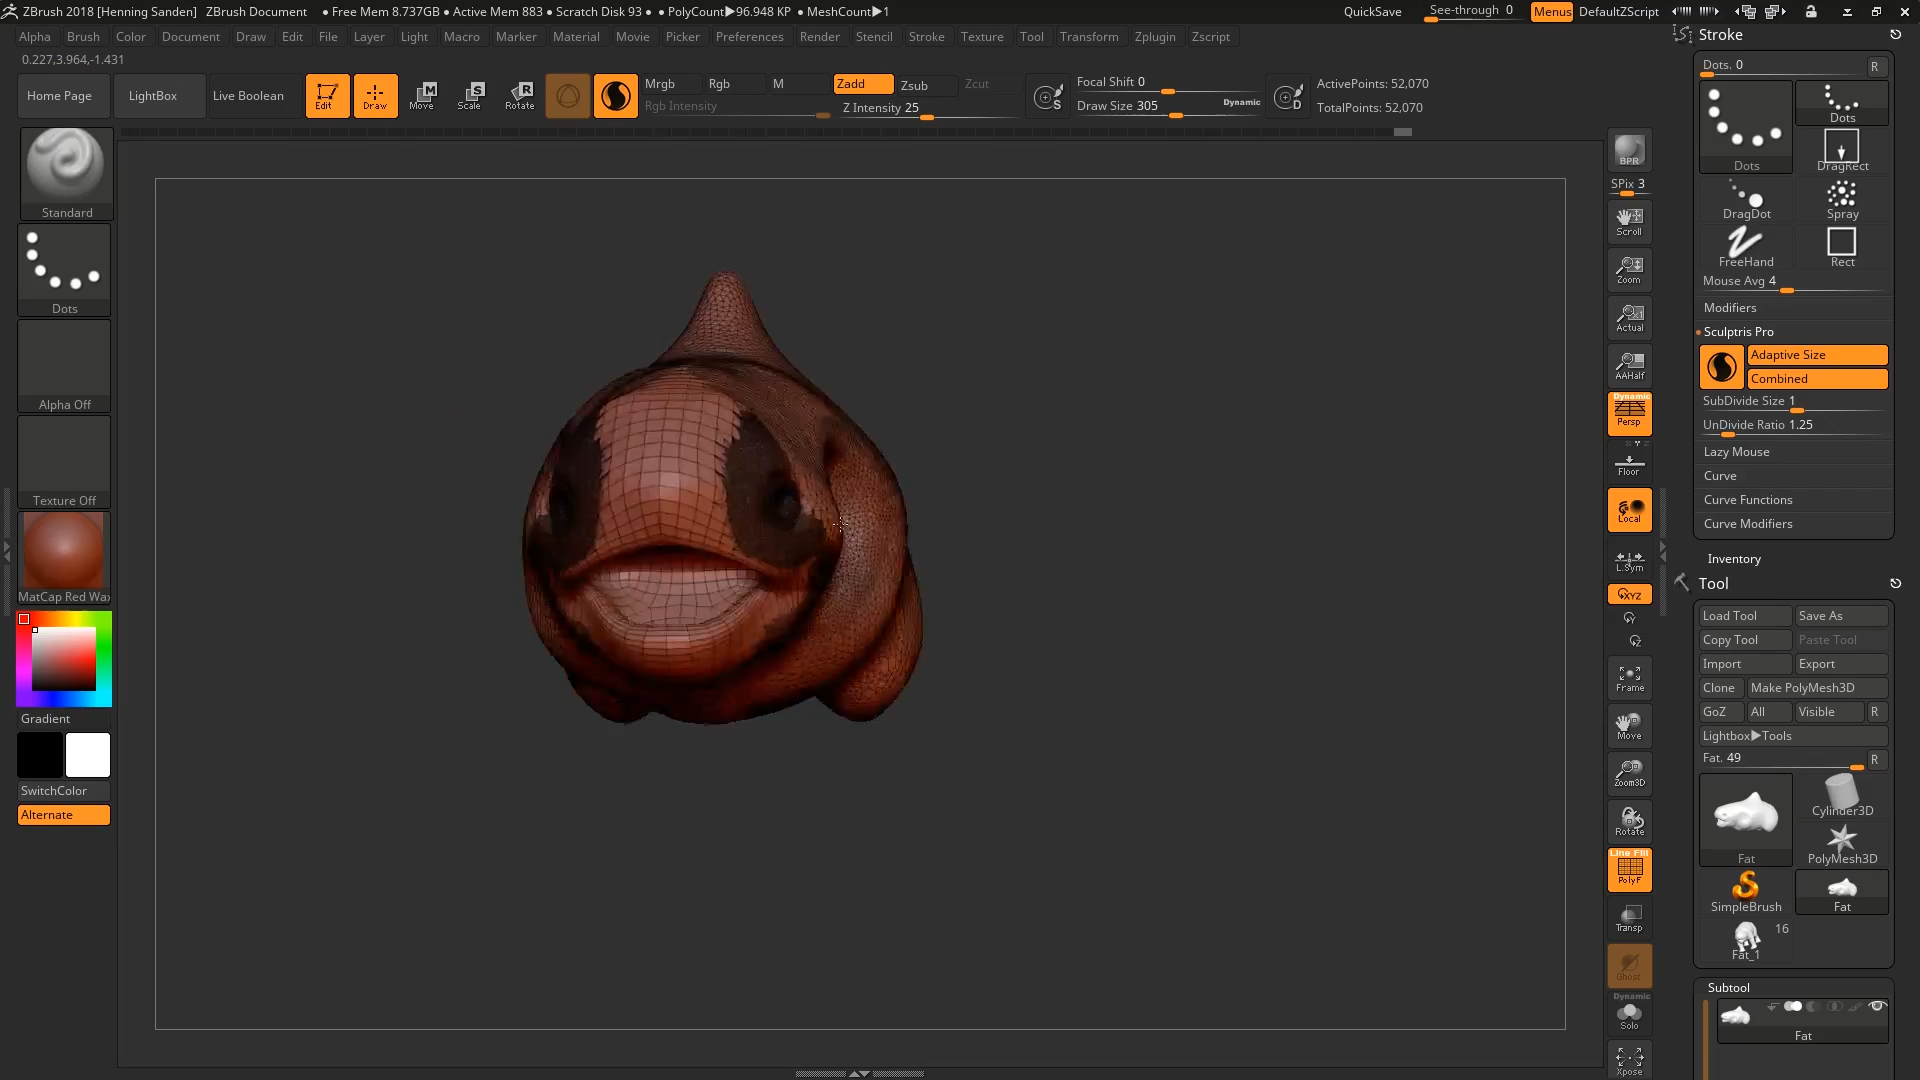 ZBrush 2018 [Henning Sanden] ZBrush Document • Free Mem 8.737GB • Active Mem 883 • Scratch Disk 93 • • PolyCount▶96.948 KP • MeshCount▶1 QuickSave See-through 0 Menus DefaultZScript
Alpha Brush Color Document Draw Edit File Layer Light Macro Marker Material Movie Picker Preferences Render Stencil Stroke Texture Tool Transform Zplugin Zscript
0.227,3.964,-1.431
Home Page LightBox Live Boolean Edit Draw Move Scale Rotate
Mrgb Rgb M Zadd Zsub Zcut
Rgb Intensity Z Intensity 25
Focal Shift 0
Draw Size 305 Dynamic
ActivePoints: 52,070
TotalPoints: 52,070
Standard
Dots
Alpha Off
Texture Off
MatCap Red Wax
Gradient
SwitchColor
Alternate
BPR
SPix 3
Scroll
Zoom
Actual
AAHalf
Dynamic
Persp
Floor
Local
L.Sym
XYZ
Y
Z
Frame
Move
Zoom3D
Rotate
Line Fill
PolyF
Transp
Ghost
Dynamic
Solo
Xpose
Stroke
Dots. 0 R
Dots Dots
DragRect
DragDot Spray
FreeHand Rect
Mouse Avg 4
Modifiers
Sculptris Pro
Adaptive Size
Combined
SubDivide Size 1
UnDivide Ratio 1.25
Lazy Mouse
Curve
Curve Functions
Curve Modifiers
Inventory
Tool
Load Tool Save As
Copy Tool Paste Tool
Import Export
Clone Make PolyMesh3D
GoZ All Visible R
Lightbox▶Tools
Fat. 49 R
Fat Cylinder3D
PolyMesh3D
SimpleBrush Fat
16
Fat_1
Subtool
Fat